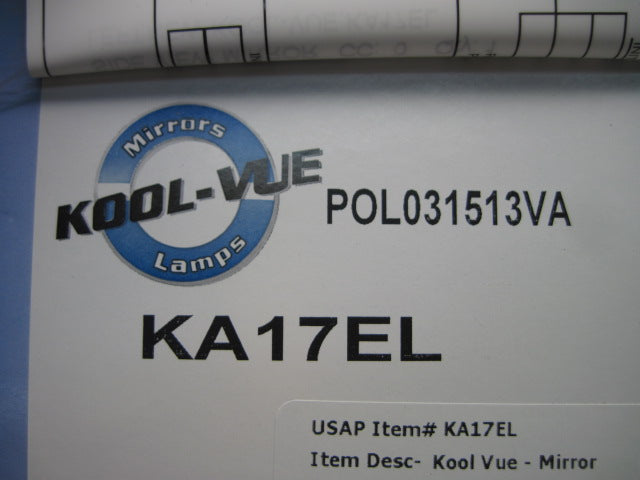 Mirrors
KOOL-VUE
Lamps
POL031513VA
KA17EL
USAP Item# KA17EL
Item Desc- Kool Vue - Mirror